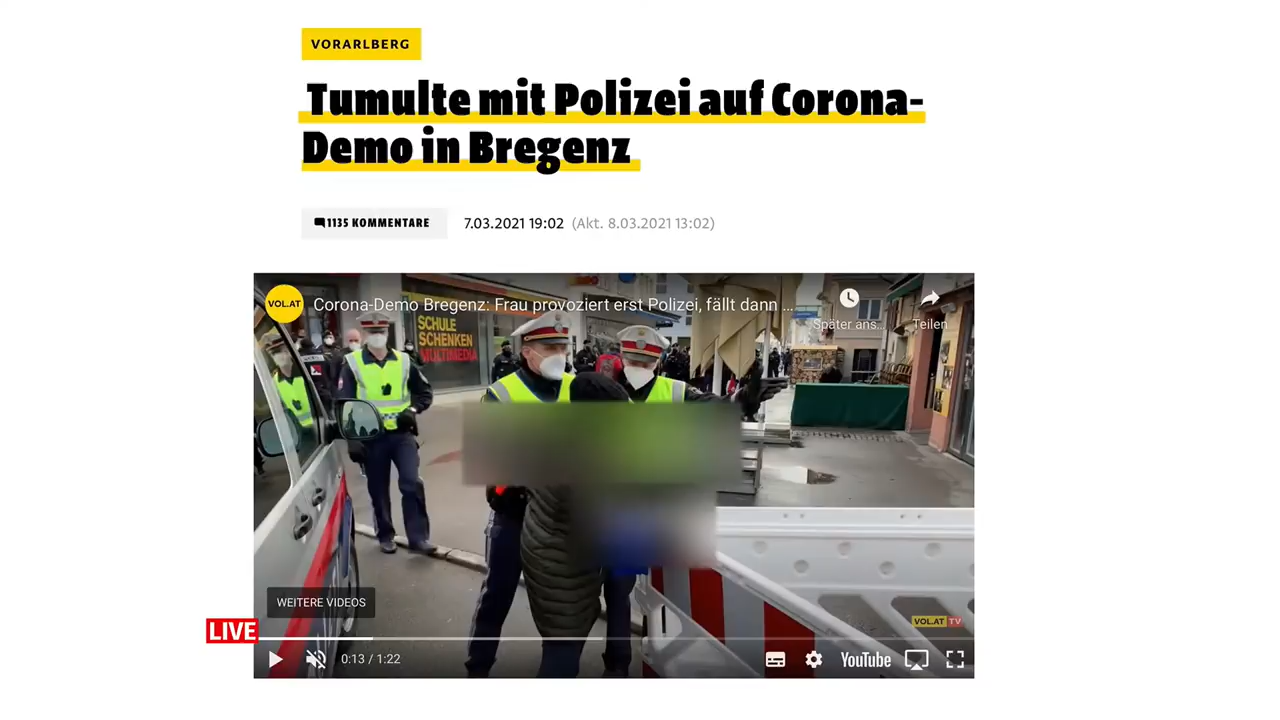 VORARLBERG
Tumulte mit Polizei auf Corona-
Demo in Bregenz
1135 KOMMENTARE 7.03.2021 19:02 (Akt. 8.03.2021 13:02)
VOL.AT Corona-Demo Bregenz: Frau provoziert erst Polizei, fällt dann ...
Später ans... Teilen
SCHULE
SCHENKEN
MULTIMEDIA
WEITERE VIDEOS
VOL.AT TV
LIVE
0:13 / 1:22 YouTube